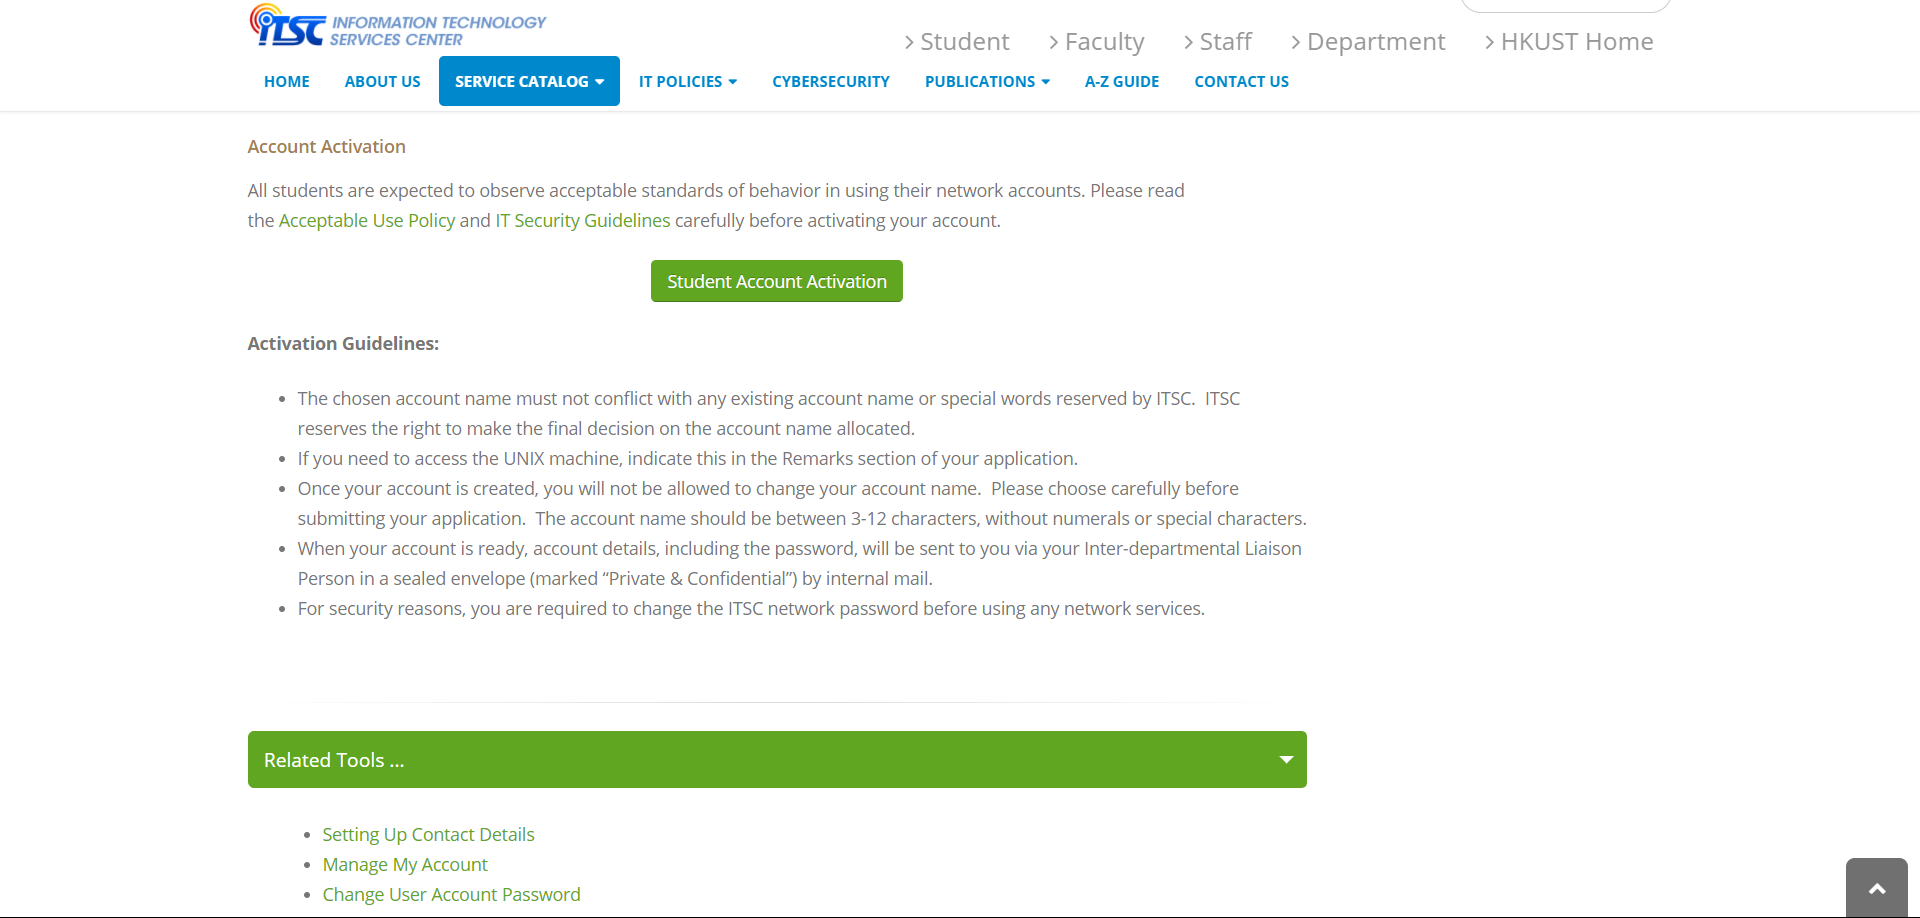 iTSC INFORMATION TECHNOLOGY
SERVICES CENTER
Student Faculty Staff Department HKUST Home
HOME ABOUT US SERVICE CATALOG IT POLICIES CYBERSECURITY PUBLICATIONS A-Z GUIDE CONTACT US
Account Activation
All students are expected to observe acceptable standards of behavior in using their network accounts. Please read
the Acceptable Use Policy and IT Security Guidelines carefully before activating your account.
Student Account Activation
Activation Guidelines:
• The chosen account name must not conflict with any existing account name or special words reserved by ITSC.  ITSC
reserves the right to make the final decision on the account name allocated.
• If you need to access the UNIX machine, indicate this in the Remarks section of your application.
• Once your account is created, you will not be allowed to change your account name.  Please choose carefully before
submitting your application.  The account name should be between 3-12 characters, without numerals or special characters.
• When your account is ready, account details, including the password, will be sent to you via your Inter-departmental Liaison
Person in a sealed envelope (marked “Private & Confidential”) by internal mail.
• For security reasons, you are required to change the ITSC network password before using any network services.
Related Tools ...
• Setting Up Contact Details
• Manage My Account
• Change User Account Password